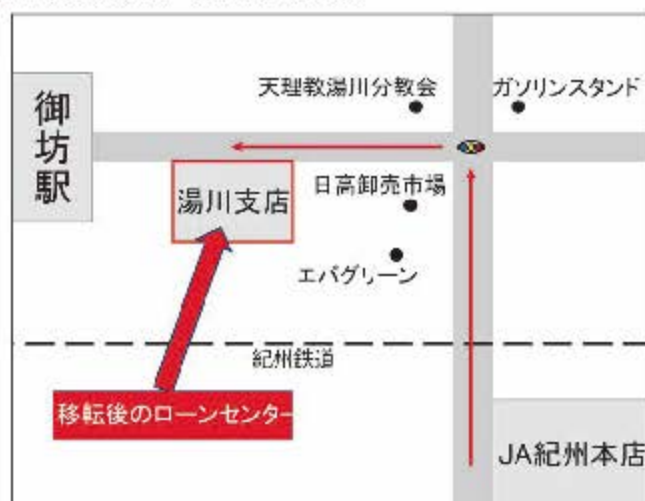 天理教湯川分教会
ガソリンスタンド
御坊駅
湯川支店
日高卸売市場
エバグリーン
紀州鉄道
移転後のローンセンター
JA紀州本店